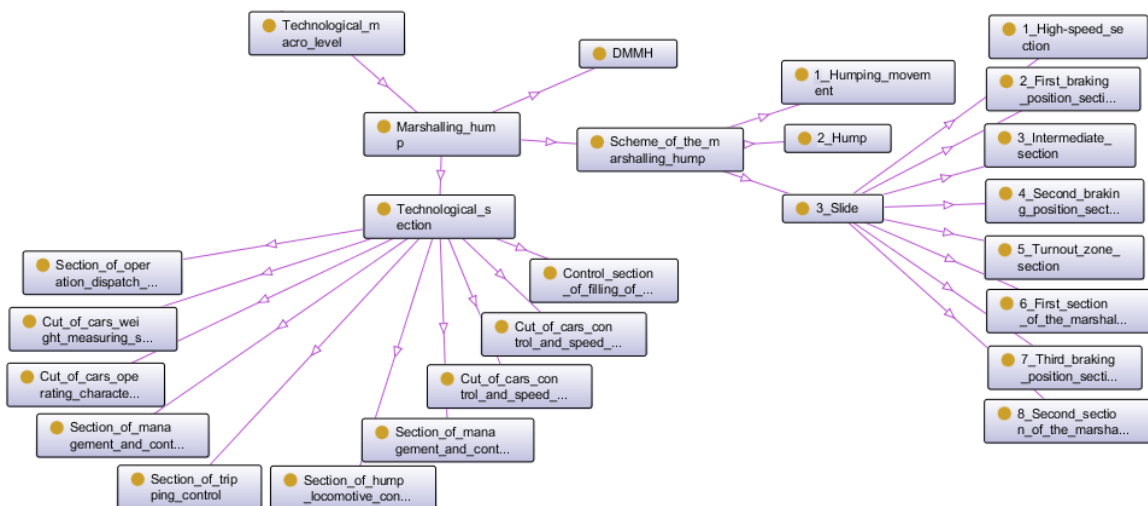 Technological_m
acro_level
DMMH
Marshalling_hum
p
Scheme_of_the_m
arshalling_hump
1_Humping_movem
ent
2_Hump
3_Slide
1_High-speed_se
ction
2_First_braking
_position_secti...
3_Intermediate_
section
4_Second_brakin
g_position_sect...
5_Turnout_zone_
section
6_First_section
_of_the_marshal...
7_Third_braking
_position_secti...
8_Second_sectio
n_of_the_marsha...
Technological_s
ection
Section_of_oper
ation_dispatch_...
Cut_of_cars_wei
ght_measuring_s...
Cut_of_cars_ope
rating_characte...
Section_of_mana
gement_and_cont...
Section_of_trip
ping_control
Section_of_hump
_locomotive_con...
Section_of_mana
gement_and_cont...
Cut_of_cars_con
trol_and_speed_...
Cut_of_cars_con
trol_and_speed_...
Control_section
_of_filling_of_...